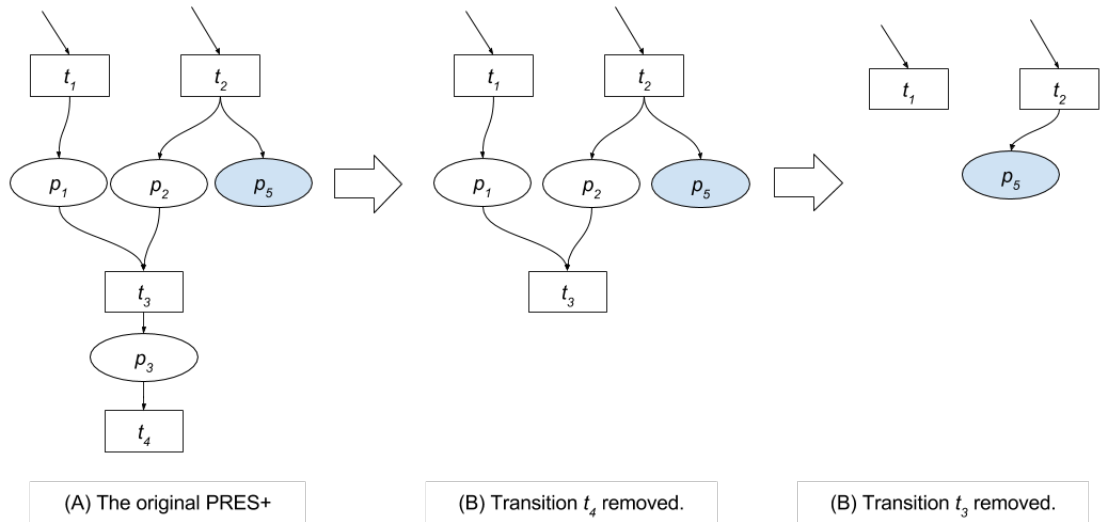 t1
t2
p1
p2
p5
t3
p3
t4
(A) The original PRES+
t1
t2
p1
p2
p5
t3
(B) Transition t4 removed.
t1
t2
p5
(B) Transition t3 removed.